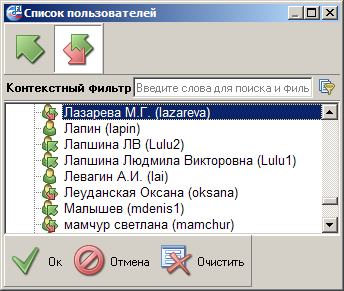 Список пользователей
Контекстный фильтр Введите слова для поиска и филь
Лазарева М.Г. (lazareva)
Лапин (lapin)
Лапшина ЛВ (Lulu2)
Лапшина Людмила Викторовна (Lulu1)
Левагин А.И. (lai)
Леуданская Оксана (oksana)
Малышев (mdenis1)
мамчур светлана (mamchur)
Ок Отмена Очистить